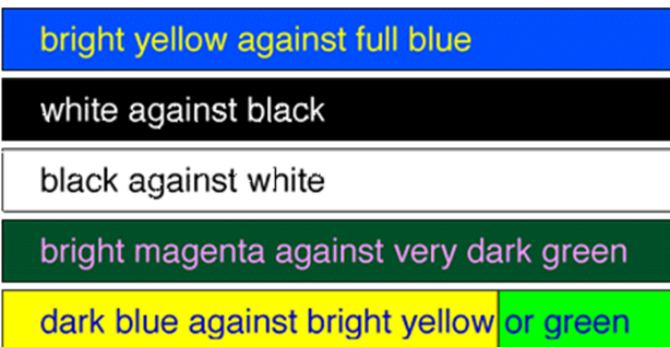 bright yellow against full blue
white against black
black against white
bright magenta against very dark green
dark blue against bright yellow or green